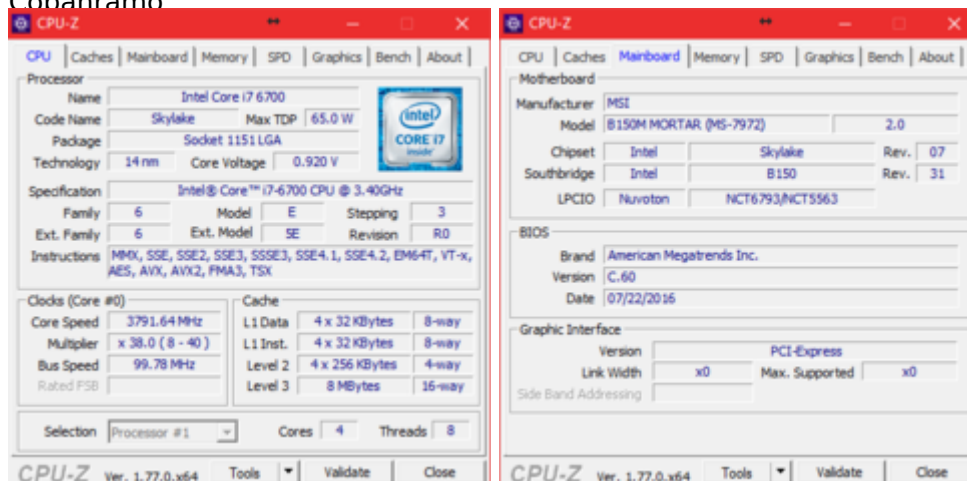 CPU-Z
CPU Caches Mainboard Memory SPD Graphics Bench About
Processor
Name Intel Core i7 6700
Code Name Skylake Max TDP 65.0 W
Package Socket 1151 LGA
Technology 14 nm Core Voltage 0.920 V
intel
CORE i7
inside
Specification Intel® Core™ i7-6700 CPU @ 3.40GHz
Family 6 Model E Stepping 3
Ext. Family 6 Ext. Model 5E Revision R0
Instructions MMX, SSE, SSE2, SSE3, SSSE3, SSE4.1, SSE4.2, EM64T, VT-x,
AES, AVX, AVX2, FMA3, TSX
Clocks (Core #0)
Core Speed 3791.64 MHz
Multiplier x 38.0 ( 8 - 40 )
Bus Speed 99.78 MHz
Rated FSB
Cache
L1 Data 4 x 32 KBytes 8-way
L1 Inst. 4 x 32 KBytes 8-way
Level 2 4 x 256 KBytes 4-way
Level 3 8 MBytes 16-way
Selection Processor #1 Cores 4 Threads 8
CPU-Z Ver. 1.77.0.x64 Tools Validate Close
CPU-Z
CPU Caches Mainboard Memory SPD Graphics Bench About
Motherboard
Manufacturer MSI
Model B150M MORTAR (MS-7972) 2.0
Chipset Intel Skylake Rev. 07
Southbridge Intel B150 Rev. 31
LPCIO Nuvoton NCT6793/NCT5563
BIOS
Brand American Megatrends Inc.
Version C.60
Date 07/22/2016
Graphic Interface
Version PCI-Express
Link Width x0 Max. Supported x0
Side Band Addressing
CPU-Z Ver. 1.77.0.x64 Tools Validate Close